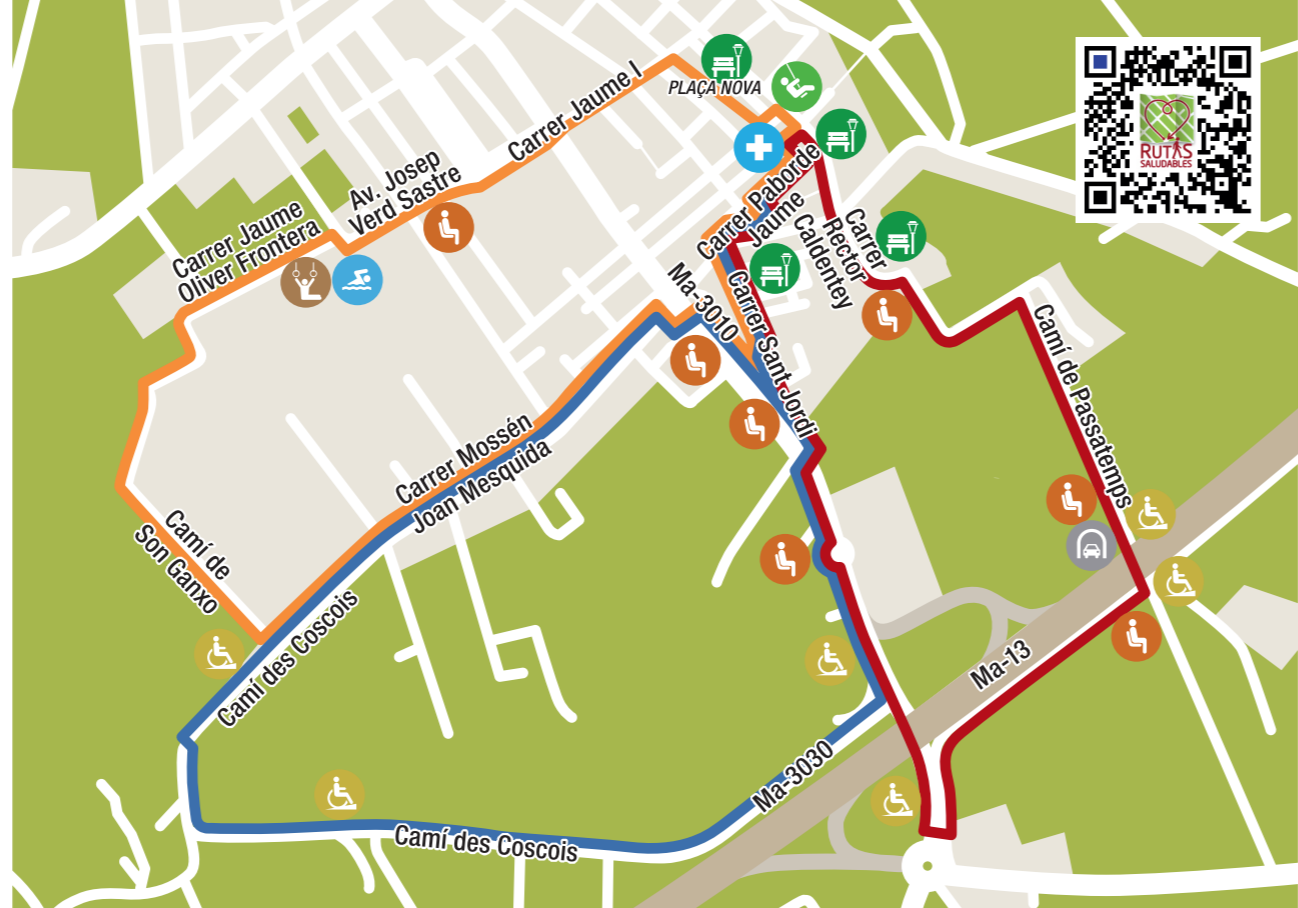 PLAÇA NOVA
Carrer Jaume I
RUTAS
SALUDABLES
Av. Josep
Verd Sastre
Carrer Jaume
Oliver Frontera
Carrer Paborde
Jaume
Carrer
Rector
Caldentey
Ma-3010
Carrer Sant Jordi
Camí de Passatemps
Carrer Mossén
Joan Mesquida
Camí de
Son Ganxo
Camí des Coscois
Ma-13
Ma-3030
Camí des Coscois